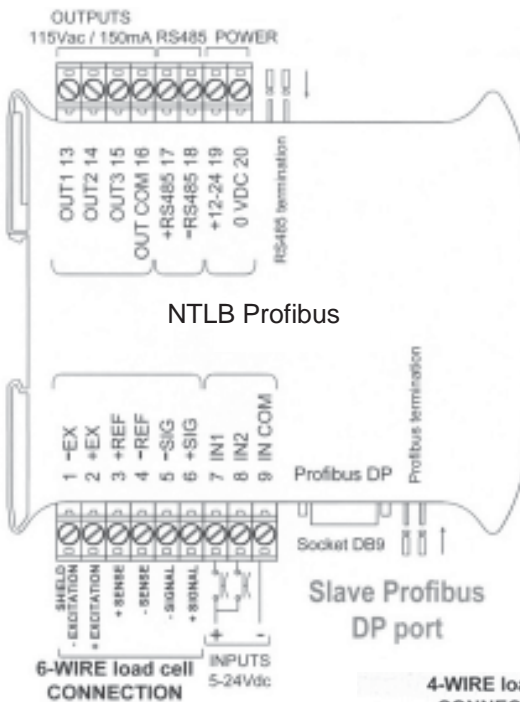 OUTPUTS
115Vac / 150mA RS485 POWER
OUT1 13
OUT2 14
OUT3 15
OUT COM 16
+RS485 17
−RS485 18
+12-24 19
0 VDC 20
RS485 termination
NTLB Profibus
1 −EX
2 +EX
3 +REF
4 −REF
5 −SIG
6 +SIG
7 IN1
8 IN2
9 IN COM
Profibus DP
Profibus termination
Socket DB9
SHIELD
- EXCITATION
+ EXCITATION
+ SENSE
- SENSE
- SIGNAL
+ SIGNAL
+ -
Slave Profibus
DP port
6-WIRE load cell
CONNECTION
INPUTS
5-24Vdc
4-WIRE loa